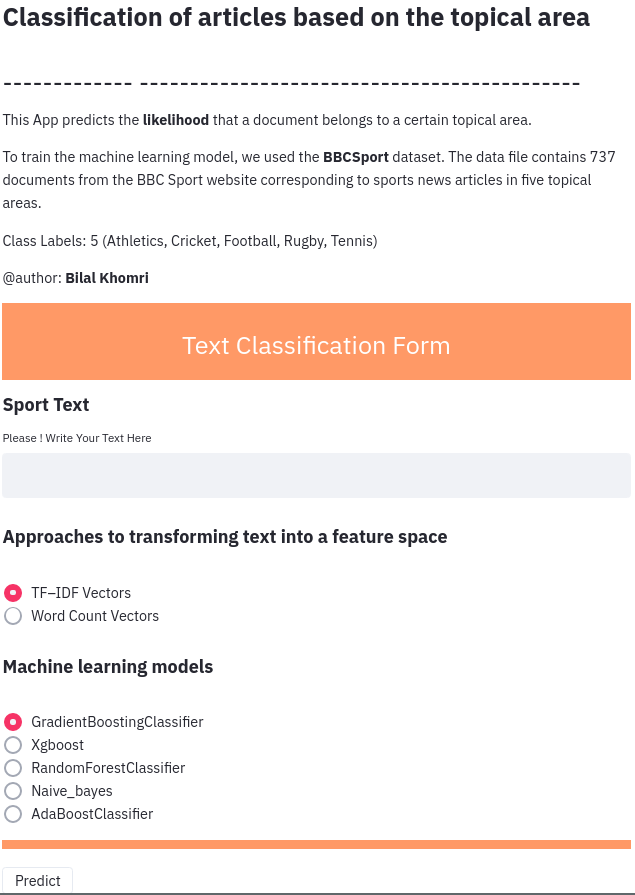 Classification of articles based on the topical area
------------- --------------------------------------------
This App predicts the likelihood that a document belongs to a certain topical area.
To train the machine learning model, we used the BBCSport dataset. The data file contains 737
documents from the BBC Sport website corresponding to sports news articles in five topical
areas.
Class Labels: 5 (Athletics, Cricket, Football, Rugby, Tennis)
@author: Bilal Khomri
Text Classification Form
Sport Text
Please ! Write Your Text Here
Approaches to transforming text into a feature space
TF–IDF Vectors
Word Count Vectors
Machine learning models
GradientBoostingClassifier
Xgboost
RandomForestClassifier
Naive_bayes
AdaBoostClassifier
Predict